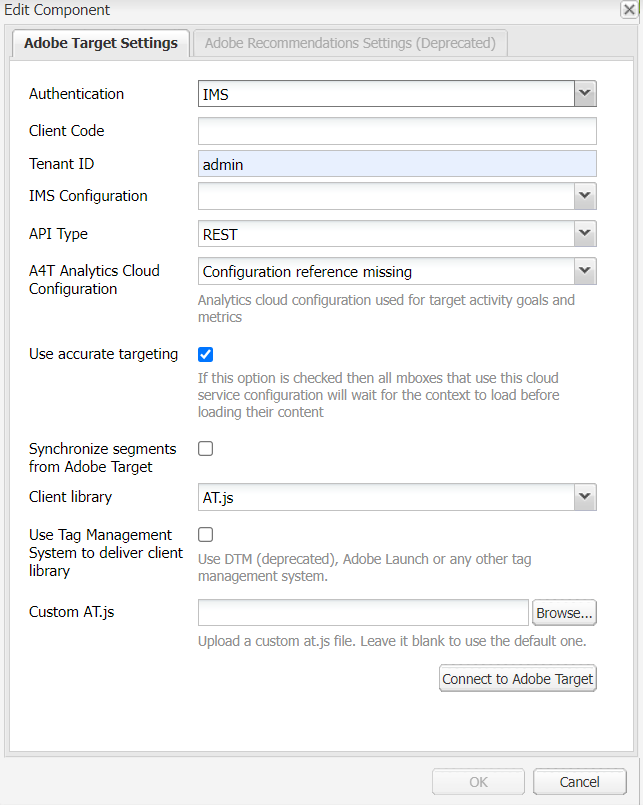 Edit Component
Adobe Target Settings
Adobe Recommendations Settings (Deprecated)
Authentication
IMS
Client Code
Tenant ID
admin
IMS Configuration
API Type
REST
A4T Analytics Cloud
Configuration
Configuration reference missing
Analytics cloud configuration used for target activity goals and
metrics
Use accurate targeting
If this option is checked then all mboxes that use this cloud
service configuration will wait for the context to load before
loading their content
Synchronize segments
from Adobe Target
Client library
AT.js
Use Tag Management
System to deliver client
library
Use DTM (deprecated), Adobe Launch or any other tag
management system.
Custom AT.js
Browse...
Upload a custom at.js file. Leave it blank to use the default one.
Connect to Adobe Target
OK
Cancel